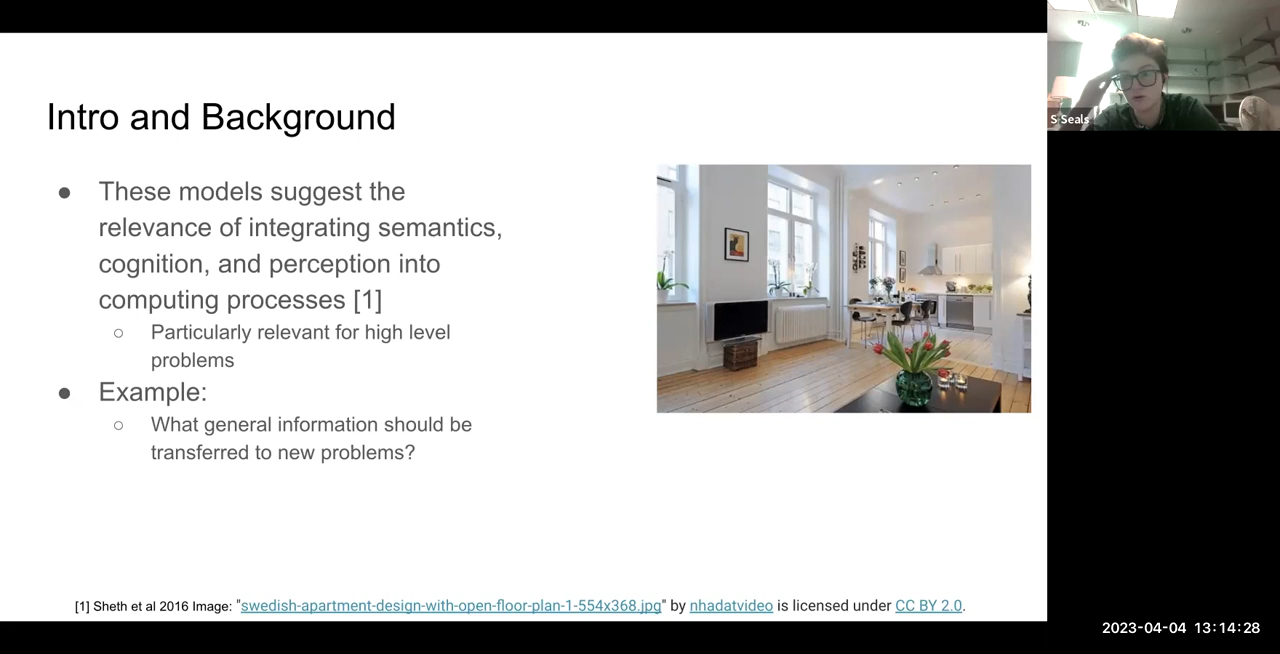 Intro and Background
● These models suggest the
relevance of integrating semantics,
cognition, and perception into
computing processes [1]
○ Particularly relevant for high level
problems
● Example:
○ What general information should be
transferred to new problems?
[1] Sheth et al 2016 Image: "swedish-apartment-design-with-open-floor-plan-1-554x368.jpg" by nhadatvideo is licensed under CC BY 2.0.
S Seals
2023-04-04 13:14:28